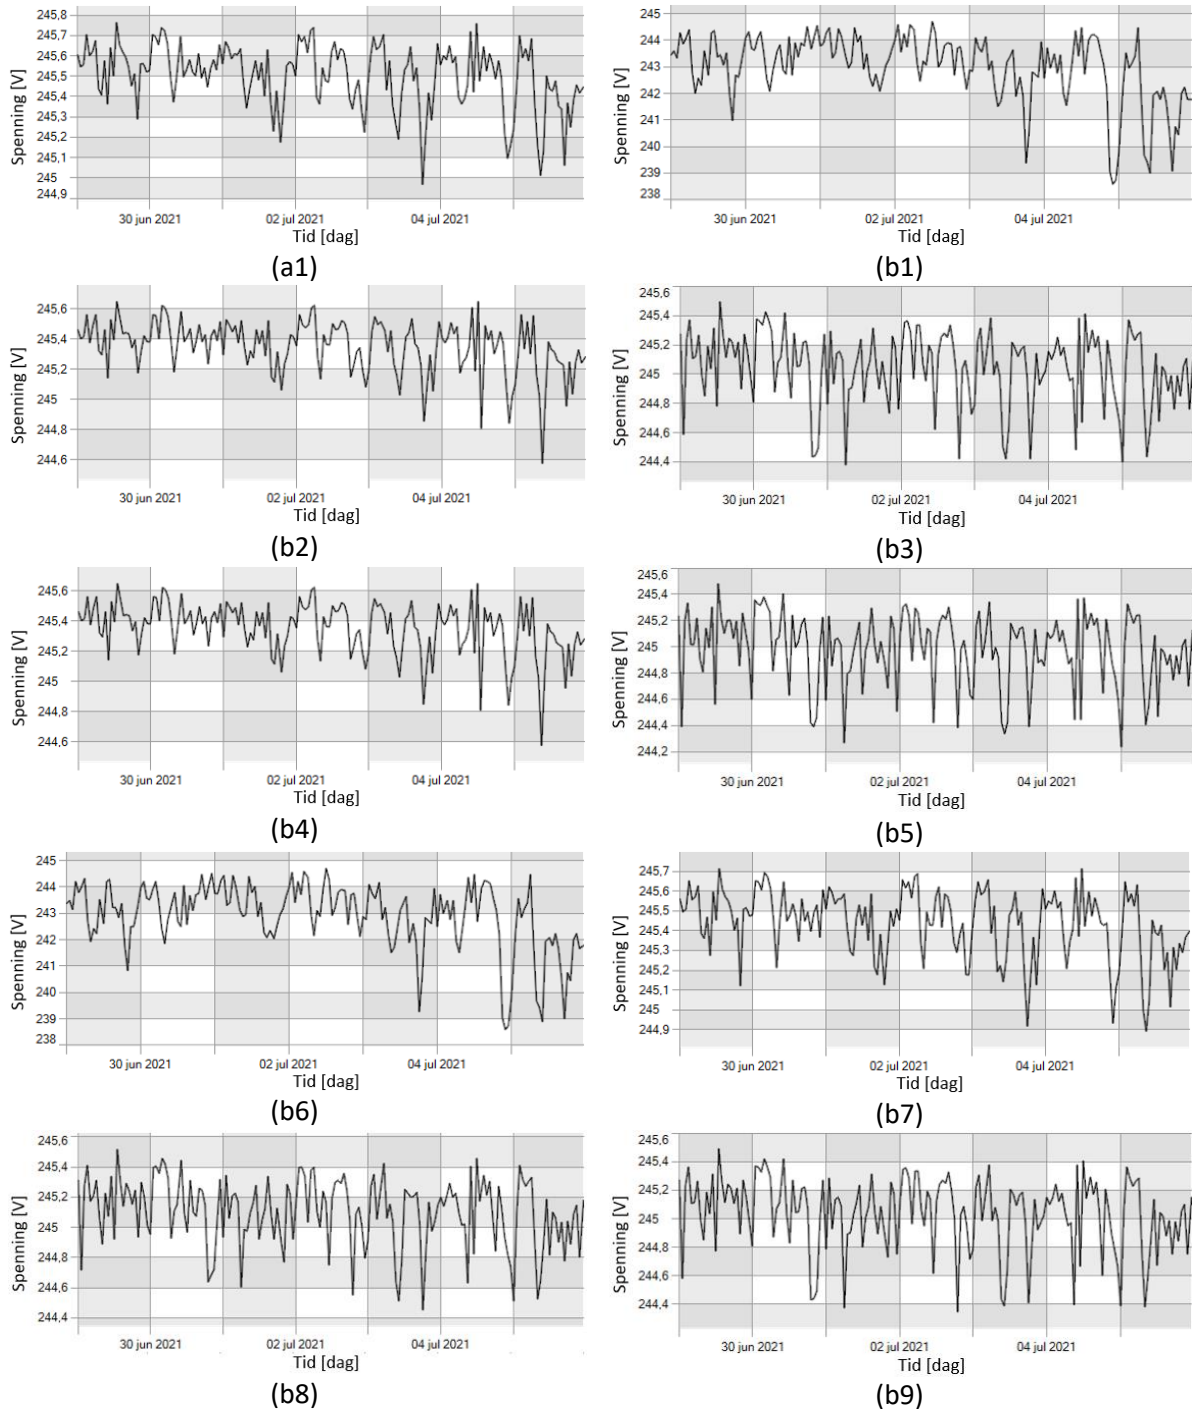 245,8
245,7
245,6
245,5
245,4
245,3
245,2
245,1
245
244,9
Spenning [V]
30 jun 2021
02 jul 2021
04 jul 2021
Tid [dag]
(a1)
245
244
243
242
241
240
239
238
Spenning [V]
30 jun 2021
02 jul 2021
04 jul 2021
Tid [dag]
(b1)
245,6
245,4
245,2
245
244,8
244,6
Spenning [V]
30 jun 2021
02 jul 2021
04 jul 2021
Tid [dag]
(b2)
245,6
245,4
245,2
245
244,8
244,6
244,4
Spenning [V]
30 jun 2021
02 jul 2021
04 jul 2021
Tid [dag]
(b3)
245,6
245,4
245,2
245
244,8
244,6
Spenning [V]
30 jun 2021
02 jul 2021
04 jul 2021
Tid [dag]
(b4)
245,6
245,4
245,2
245
244,8
244,6
244,4
244,2
Spenning [V]
30 jun 2021
02 jul 2021
04 jul 2021
Tid [dag]
(b5)
245
244
243
242
241
240
239
238
Spenning [V]
30 jun 2021
02 jul 2021
04 jul 2021
Tid [dag]
(b6)
245,7
245,6
245,5
245,4
245,3
245,2
245,1
245
244,9
Spenning [V]
30 jun 2021
02 jul 2021
04 jul 2021
Tid [dag]
(b7)
245,6
245,4
245,2
245
244,8
244,6
244,4
Spenning [V]
30 jun 2021
02 jul 2021
04 jul 2021
Tid [dag]
(b8)
245,6
245,4
245,2
245
244,8
244,6
244,4
Spenning [V]
30 jun 2021
02 jul 2021
04 jul 2021
Tid [dag]
(b9)